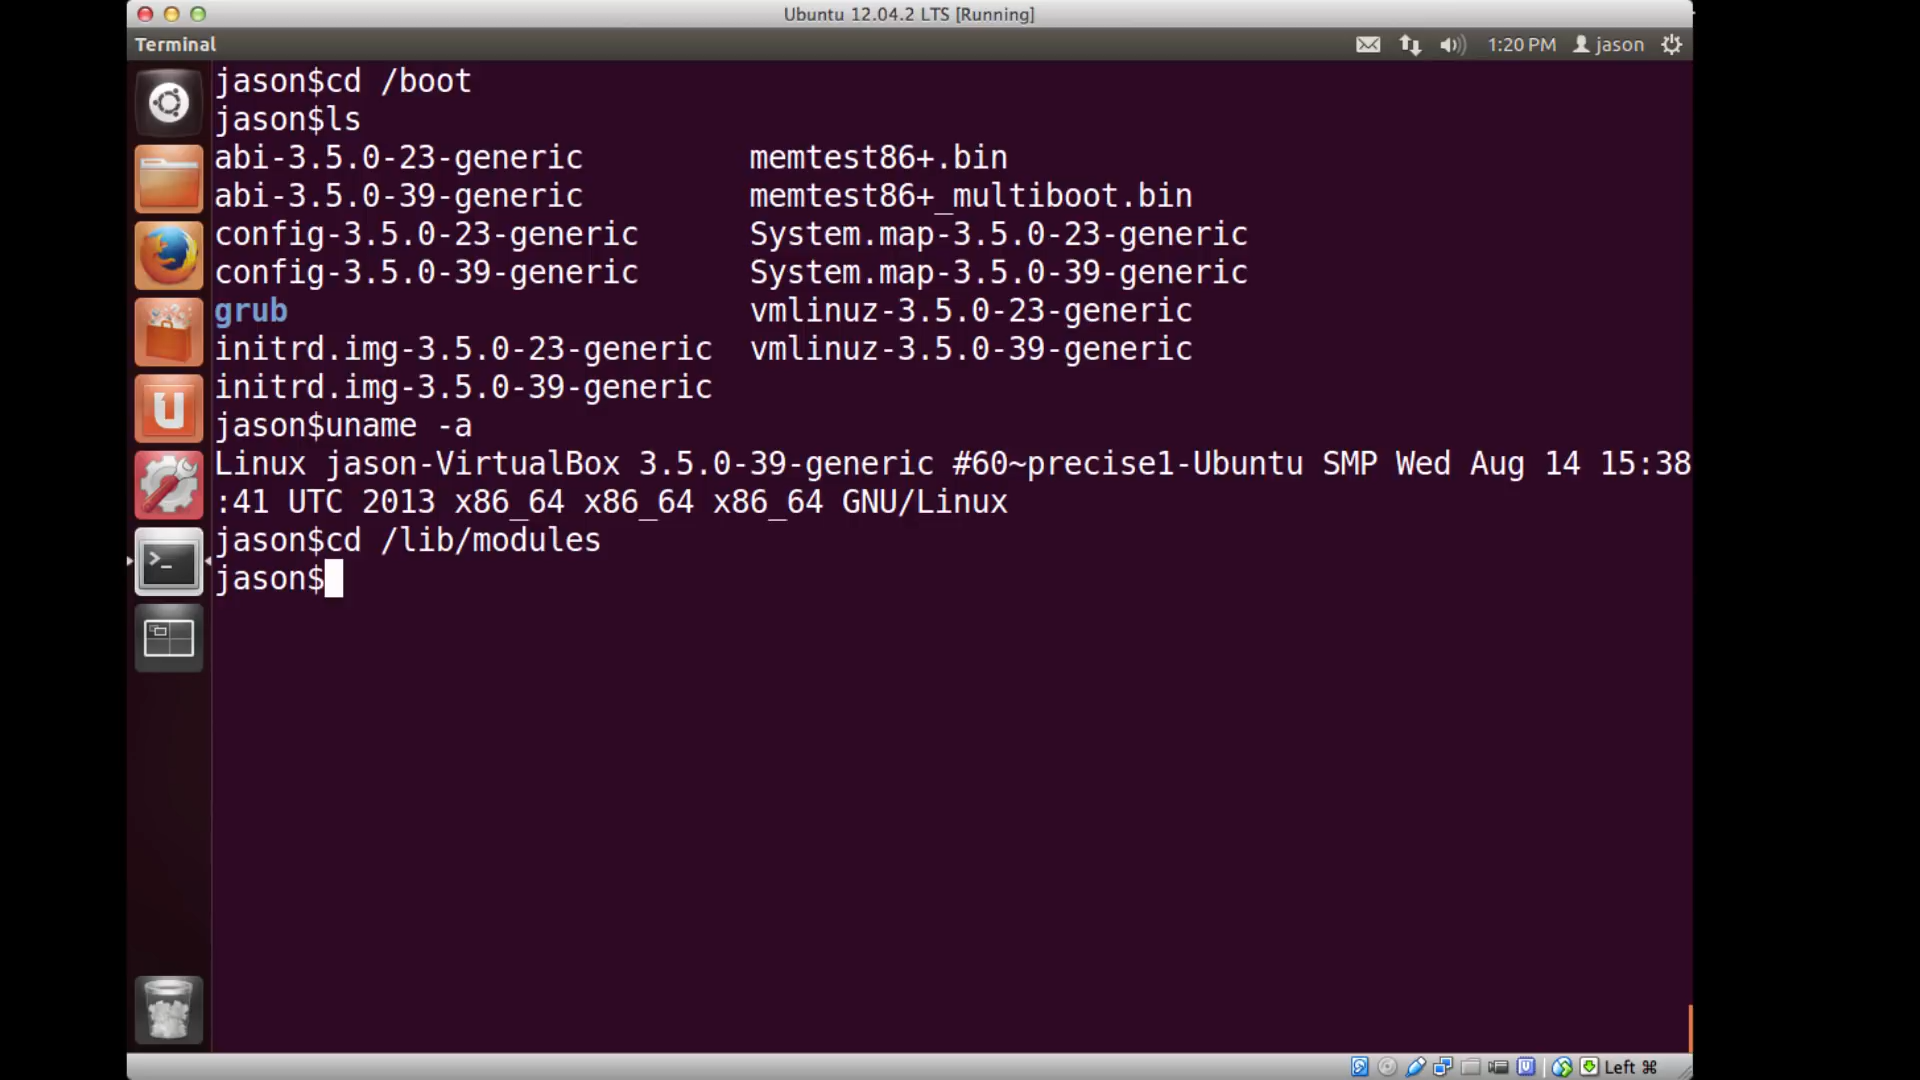 Ubuntu 12.04.2 LTS [Running]
Terminal
1:20 PM jason
jason$cd /boot
jason$ls
abi-3.5.0-23-generic memtest86+.bin
abi-3.5.0-39-generic memtest86+_multiboot.bin
config-3.5.0-23-generic System.map-3.5.0-23-generic
config-3.5.0-39-generic System.map-3.5.0-39-generic
grub vmlinuz-3.5.0-23-generic
initrd.img-3.5.0-23-generic vmlinuz-3.5.0-39-generic
initrd.img-3.5.0-39-generic
jason$uname -a
Linux jason-VirtualBox 3.5.0-39-generic #60~precise1-Ubuntu SMP Wed Aug 14 15:38
:41 UTC 2013 x86_64 x86_64 x86_64 GNU/Linux
jason$cd /lib/modules
jason$
Left ⌘